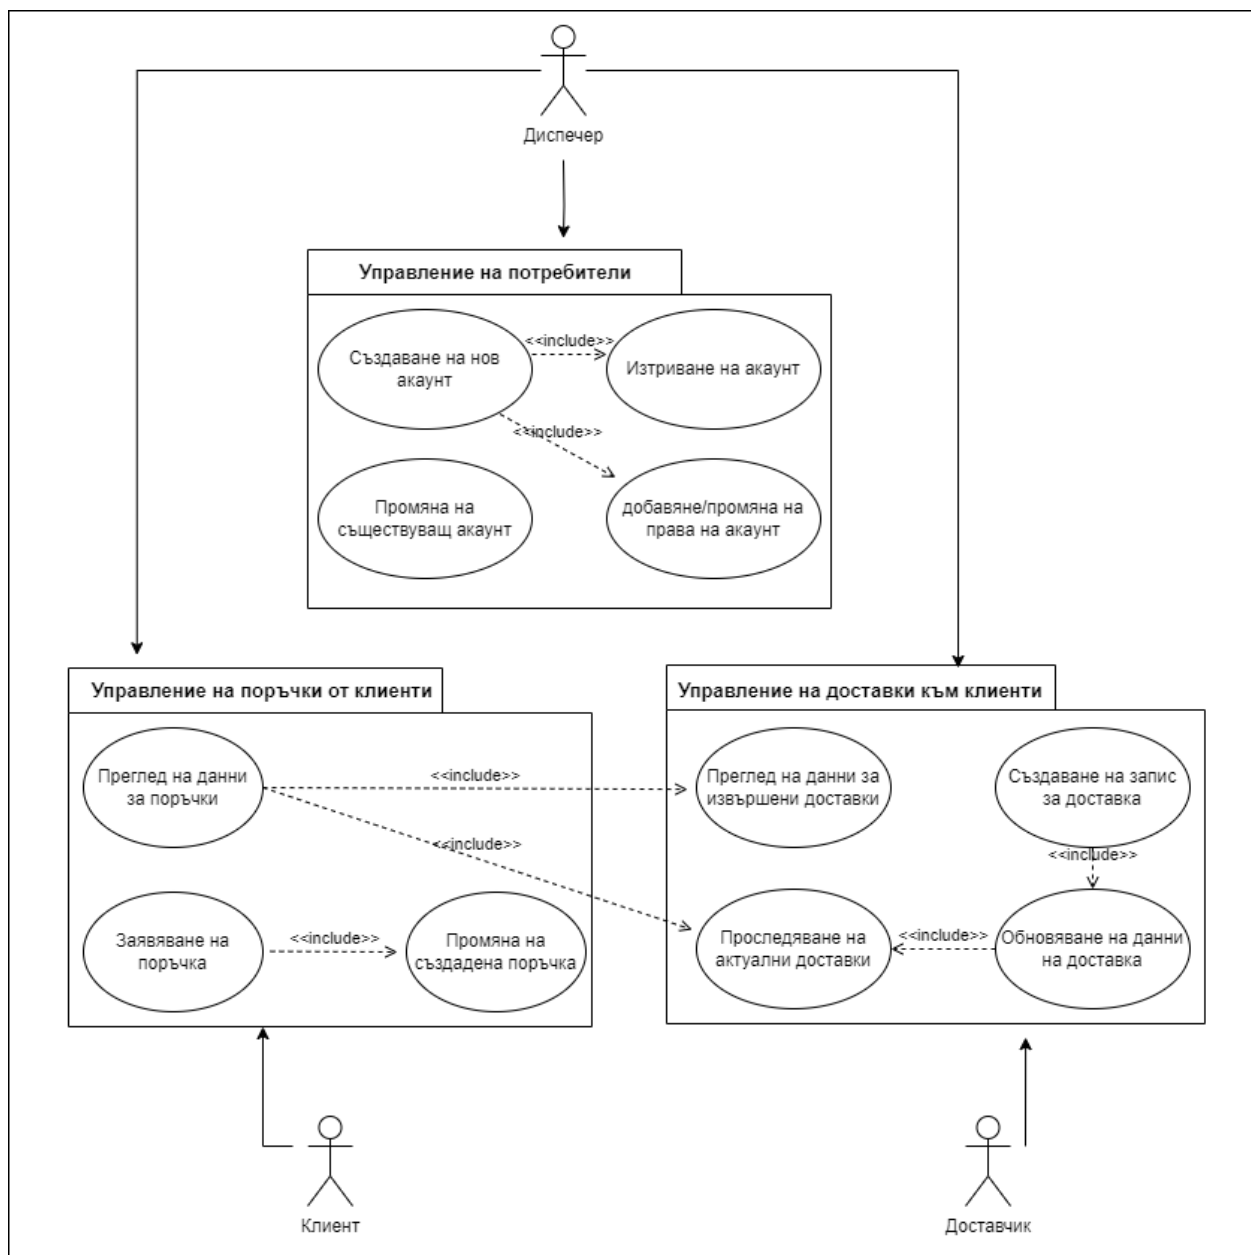 Диспечер
Управление на потребители
Създаване на нов
акаунт
<<include>>
Изтриване на акаунт
<<include>>
Промяна на
съществуващ акаунт
добавяне/промяна на
права на акаунт
Управление на поръчки от клиенти
Преглед на данни
за поръчки
<<include>>
<<include>>
Заявяване на
поръчка
<<include>>
Промяна на
създадена поръчка
Управление на доставки към клиенти
Преглед на данни за
извършени доставки
Създаване на запис
за доставка
<<include>>
Проследяване на
актуални доставки
<<include>>
Обновяване на данни
на доставка
Клиент
Доставчик